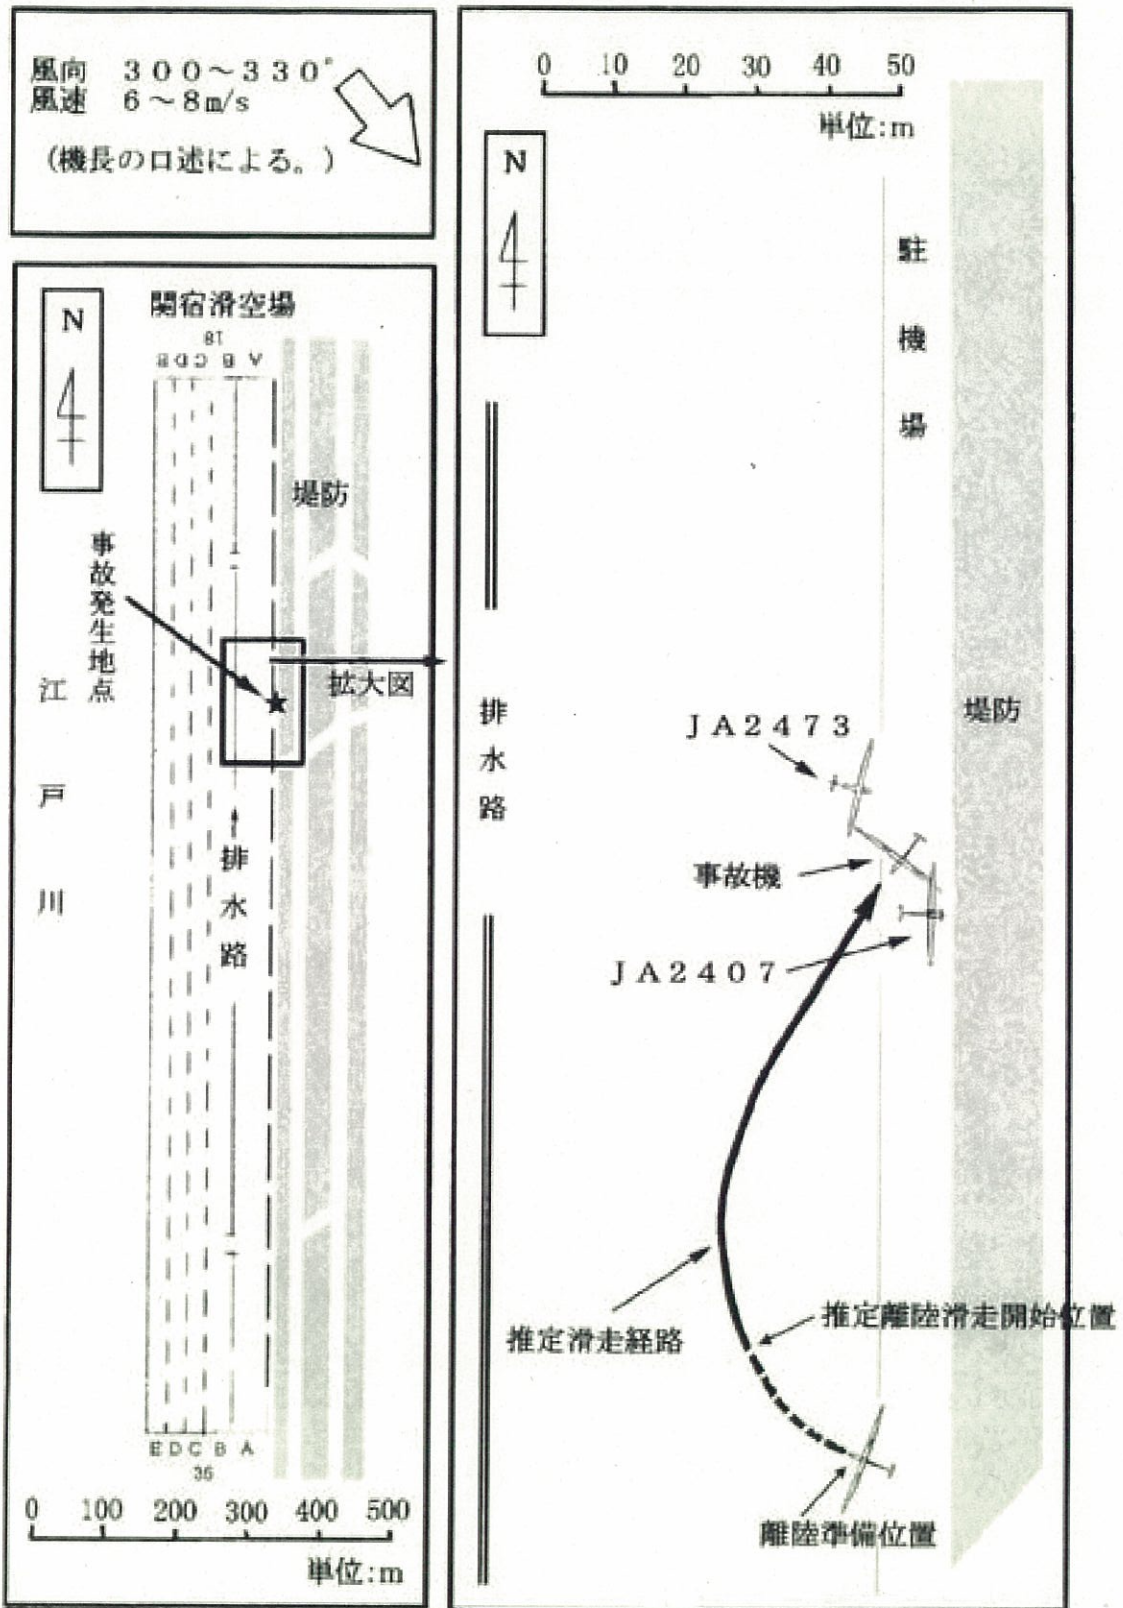 風向 300～330°
風速 6～8m/s
(機長の口述による。)
N
関宿滑空場
18
E D C B A
堤防
事故発生地点
拡大図
江戸川
排水路
E D C B A
36
0 100 200 300 400 500
単位:m
0 10 20 30 40 50
単位:m
N
駐機場
排水路
堤防
JA2473
事故機
JA2407
推定離陸滑走開始位置
推定滑走経路
離陸準備位置